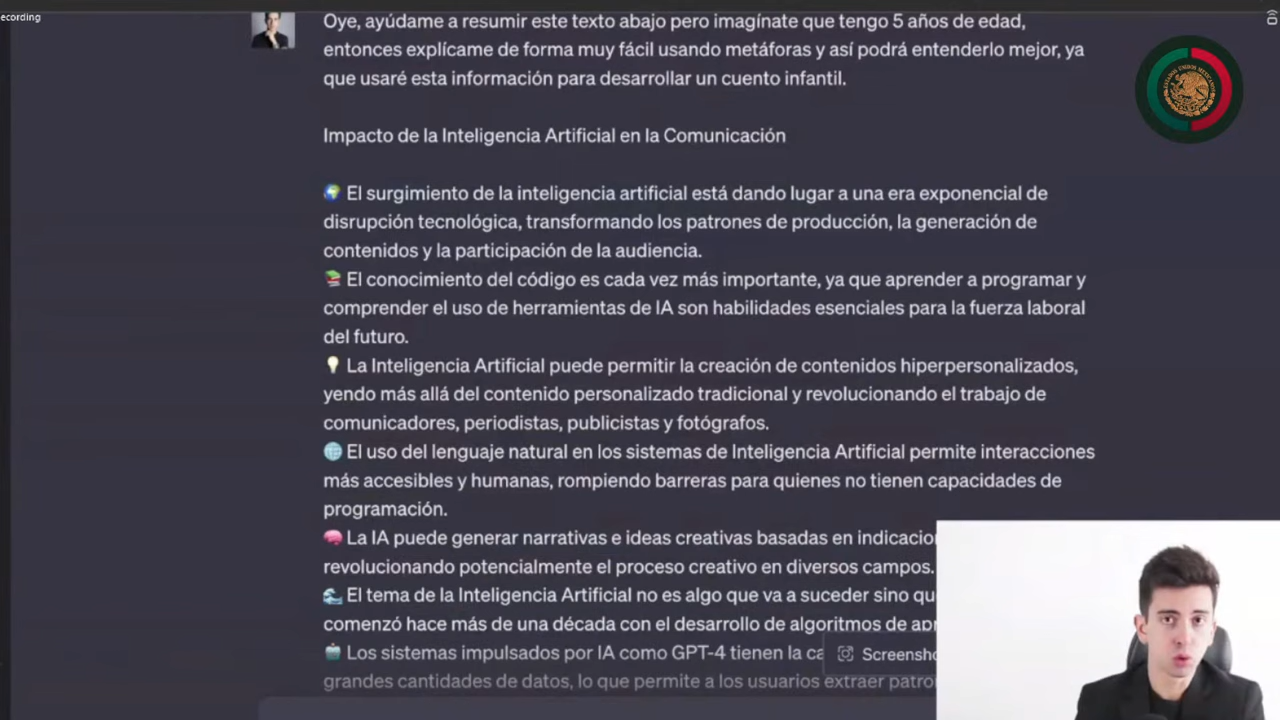 ecording
Oye, ayúdame a resumir este texto abajo pero imagínate que tengo 5 años de edad,
entonces explícame de forma muy fácil usando metáforas y así podrá entenderlo mejor, ya
que usaré esta información para desarrollar un cuento infantil.
ESTADOS UNIDOS MEXICANOS
Impacto de la Inteligencia Artificial en la Comunicación
🌍 El surgimiento de la inteligencia artificial está dando lugar a una era exponencial de
disrupción tecnológica, transformando los patrones de producción, la generación de
contenidos y la participación de la audiencia.
📚 El conocimiento del código es cada vez más importante, ya que aprender a programar y
comprender el uso de herramientas de IA son habilidades esenciales para la fuerza laboral
del futuro.
💡 La Inteligencia Artificial puede permitir la creación de contenidos hiperpersonalizados,
yendo más allá del contenido personalizado tradicional y revolucionando el trabajo de
comunicadores, periodistas, publicistas y fotógrafos.
🌐 El uso del lenguaje natural en los sistemas de Inteligencia Artificial permite interacciones
más accesibles y humanas, rompiendo barreras para quienes no tienen capacidades de
programación.
🧠 La IA puede generar narrativas e ideas creativas basadas en indicacion
revolucionando potencialmente el proceso creativo en diversos campos.
🌊 El tema de la Inteligencia Artificial no es algo que va a suceder sino qu
comenzó hace más de una década con el desarrollo de algoritmos de apr
🤖 Los sistemas impulsados por IA como GPT-4 tienen la ca
Screensho
grandes cantidades de datos, lo que permite a los usuarios extraer patron